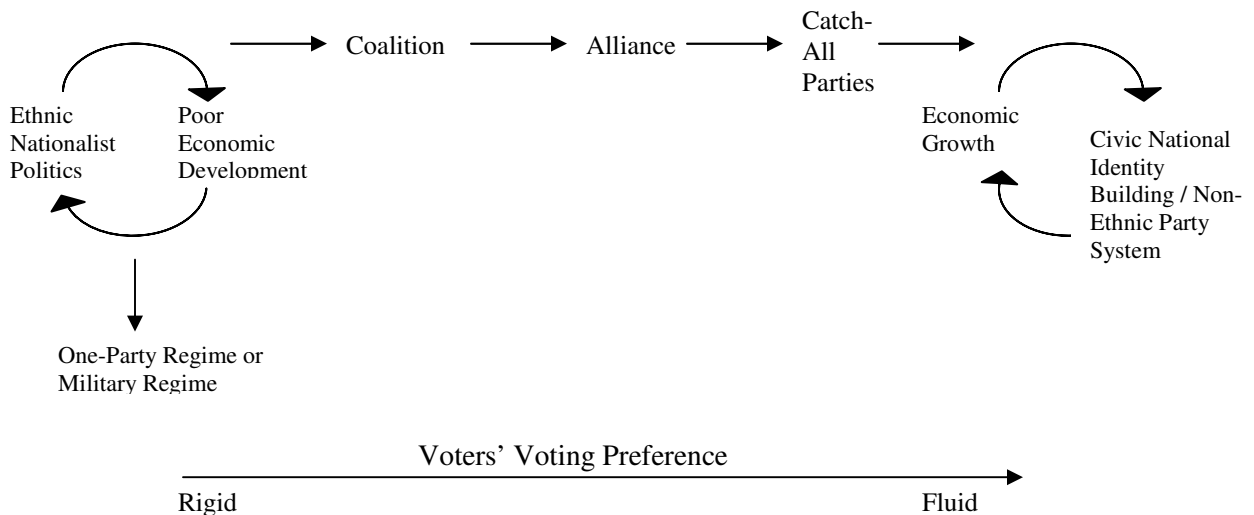 Ethnic
Nationalist
Politics
Poor
Economic
Development
Coalition
Alliance
Catch-
All
Parties
Economic
Growth
Civic National
Identity
Building / Non-
Ethnic Party
System
One-Party Regime or
Military Regime
Voters’ Voting Preference
Rigid
Fluid